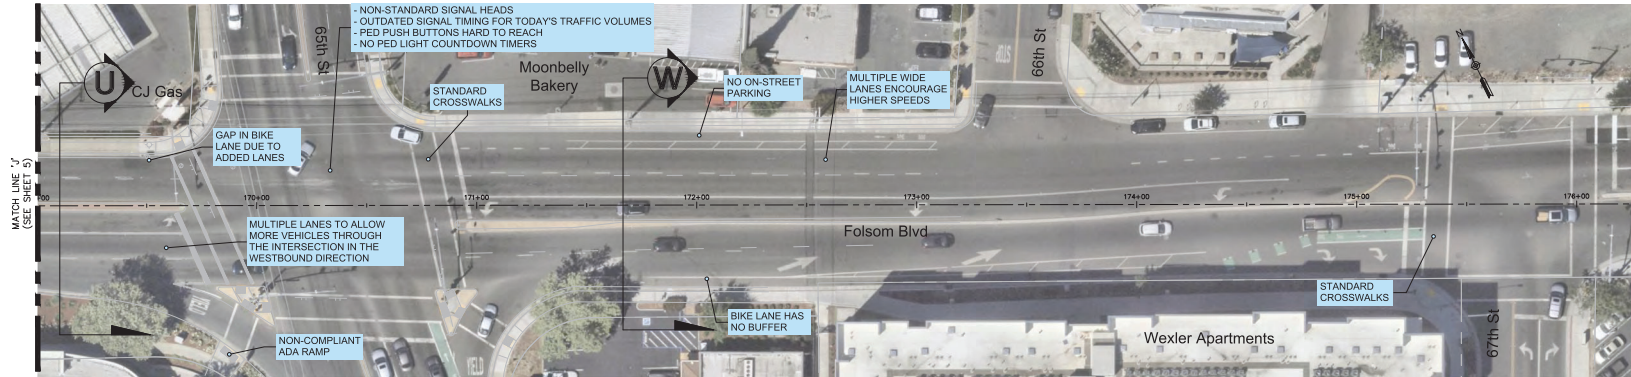 - NON-STANDARD SIGNAL HEADS
- OUTDATED SIGNAL TIMING FOR TODAY'S TRAFFIC VOLUMES
- PED PUSH BUTTONS HARD TO REACH
- NO PED LIGHT COUNTDOWN TIMERS
65th St
66th St
STOP
N
U
CJ Gas
Moonbelly
Bakery
W
STANDARD
CROSSWALKS
NO ON-STREET
PARKING
MULTIPLE WIDE
LANES ENCOURAGE
HIGHER SPEEDS
GAP IN BIKE
LANE DUE TO
ADDED LANES
MATCH LINE 'J'
(SEE SHEET 5)
00
170+00
171+00
172+00
173+00
174+00
175+00
176+00
MULTIPLE LANES TO ALLOW
MORE VEHICLES THROUGH
THE INTERSECTION IN THE
WESTBOUND DIRECTION
Folsom Blvd
STANDARD
CROSSWALKS
BIKE LANE HAS
NO BUFFER
NON-COMPLIANT
ADA RAMP
YIELD
Wexler Apartments
67th St